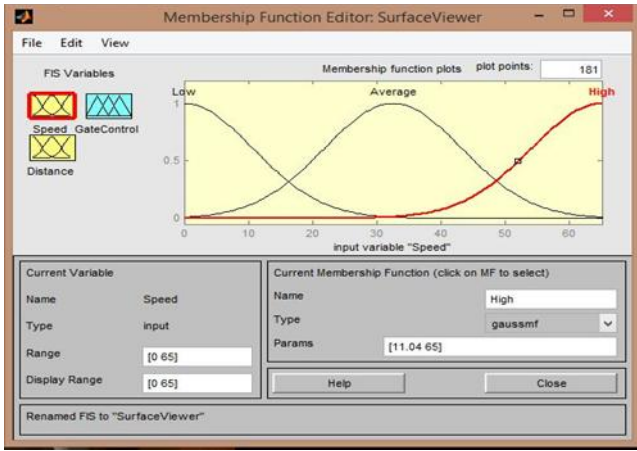 Membership Function Editor: SurfaceViewer
File Edit View
FIS Variables
Speed GateControl
Distance
Membership function plots plot points: 181
Low Average High
1
0.5
0
0 10 20 30 40 50 60
input variable "Speed"
Current Variable
Name Speed
Type input
Range [0 65]
Display Range [0 65]
Current Membership Function (click on MF to select)
Name High
Type gaussmf
Params [11.04 65]
Help Close
Renamed FIS to "SurfaceViewer"